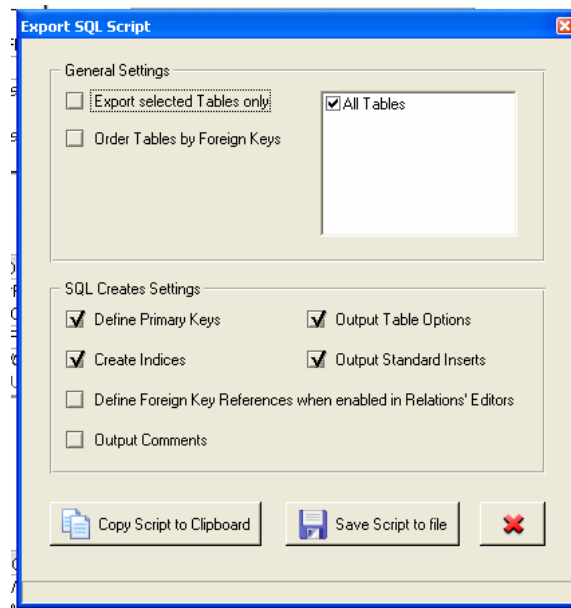 Export SQL Script
General Settings
Export selected Tables only
All Tables
Order Tables by Foreign Keys
SQL Creates Settings
Define Primary Keys
Output Table Options
Create Indices
Output Standard Inserts
Define Foreign Key References when enabled in Relations' Editors
Output Comments
Copy Script to Clipboard
Save Script to file